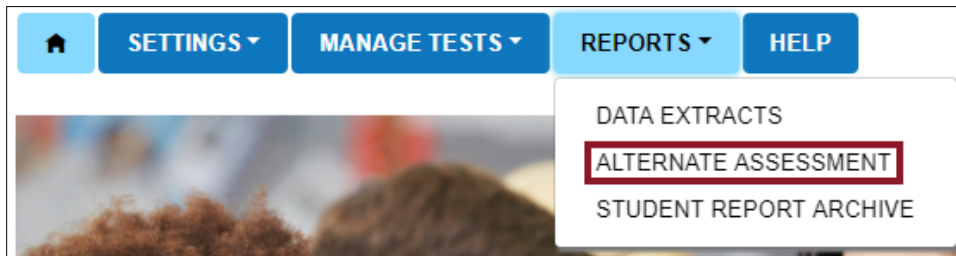 SETTINGS MANAGE TESTS REPORTS HELP
DATA EXTRACTS
ALTERNATE ASSESSMENT
STUDENT REPORT ARCHIVE